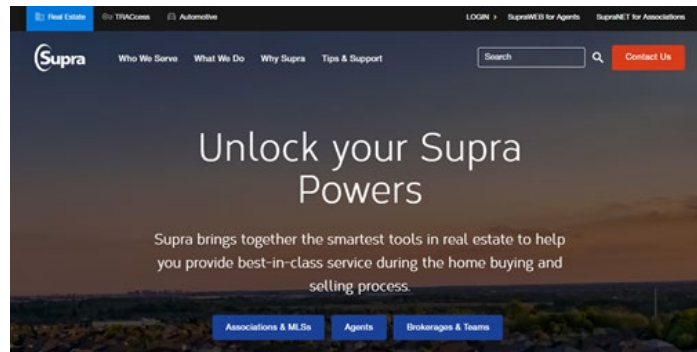 Real Estate TRACcess Automotive LOGIN > SupraWEB for Agents SupraNET for Associations
Supra Who We Serve What We Do Why Supra Tips & Support Search Contact Us
Unlock your Supra
Powers
Supra brings together the smartest tools in real estate to help
you provide best-in-class service during the home buying and
selling process.
Associations & MLSs Agents Brokerages & Teams